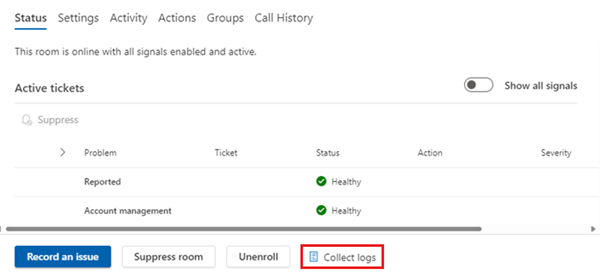 Status Settings Activity Actions Groups Call History
This room is online with all signals enabled and active.
Active tickets Show all signals
Suppress
Problem Ticket Status Action Severity
Reported Healthy
Account management Healthy
Record an issue Suppress room Unenroll Collect logs